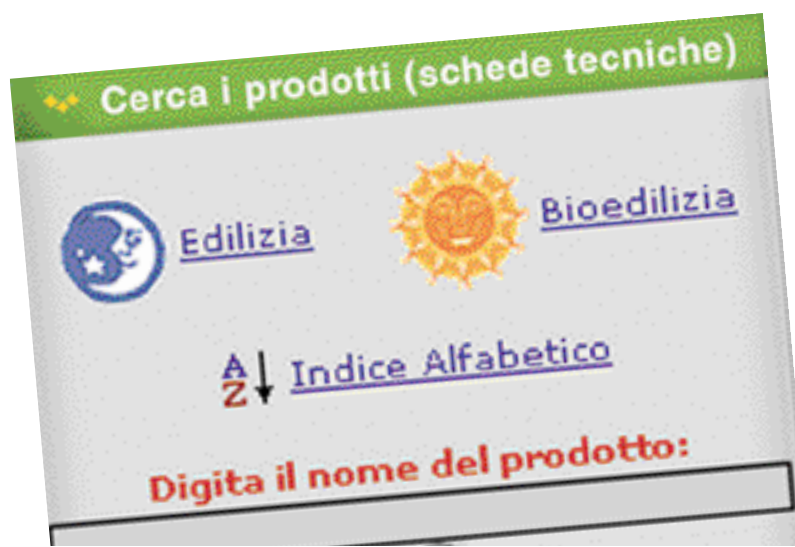 Cerca i prodotti (schede tecniche)
Edilizia
Bioedilizia
A
Z
Indice Alfabetico
Digita il nome del prodotto: